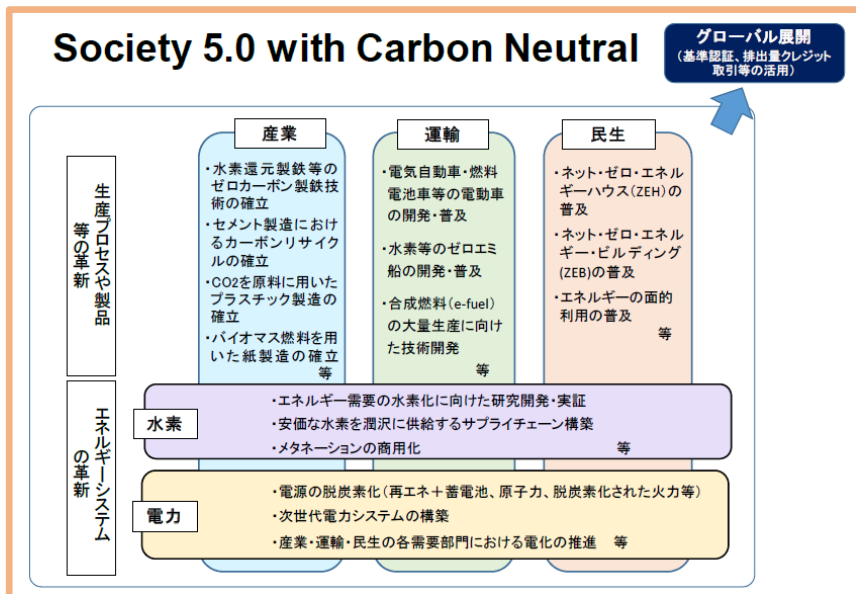 Society 5.0 with Carbon Neutral
グローバル展開
(基準認証、排出量クレジット
取引等の活用)
産業
運輸
民生
生産プロセスや製品
等の革新
・水素還元製鉄等の
ゼロカーボン製鉄技
術の確立
・セメント製造におけ
るカーボンリサイク
ルの確立
・CO2を原料に用いた
プラスチック製造の
確立
・バイオマス燃料を用
いた紙製造の確立
等
・電気自動車・燃料
電池車等の電動車
の開発・普及
・水素等のゼロエミ
船の開発・普及
・合成燃料(e-fuel)
の大量生産に向け
た技術開発
等
・ネット・ゼロ・エネル
ギーハウス(ZEH)の
普及
・ネット・ゼロ・エネル
ギー・ビルディング
(ZEB)の普及
・エネルギーの面的
利用の普及
等
エネルギーシステム
の革新
水素
・エネルギー需要の水素化に向けた研究開発・実証
・安価な水素を潤沢に供給するサプライチェーン構築
・メタネーションの商用化 等
電力
・電源の脱炭素化(再エネ+蓄電池、原子力、脱炭素化された火力等)
・次世代電力システムの構築
・産業・運輸・民生の各需要部門における電化の推進 等